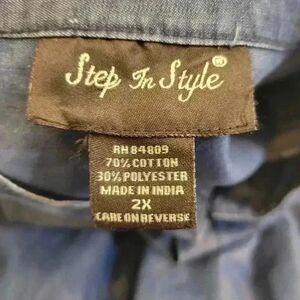 Step In Style®
RN 84809
70% COTTON
30% POLYESTER
MADE IN INDIA
2X
CARE ON REVERSE